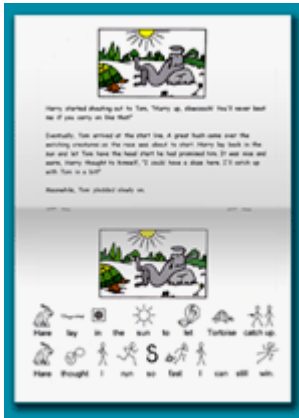 Harry started shouting out to Tom, "Hurry up, slowcoach! You'll never beat
me if you carry on like that!"
Eventually, Tom arrived at the start line. A great hush came over the
watching creatures as the race was about to start. Harry lay back in the
sun and let Tom have the head start he had promised him. It was nice and
warm. Harry thought to himself, "I could have a doze here. I'll catch up
with Tom in a bit!"
Meanwhile, Tom plodded slowly on.
Hare lay in the sun to let Tortoise catch up.
Hare thought I run so fast I can still win.